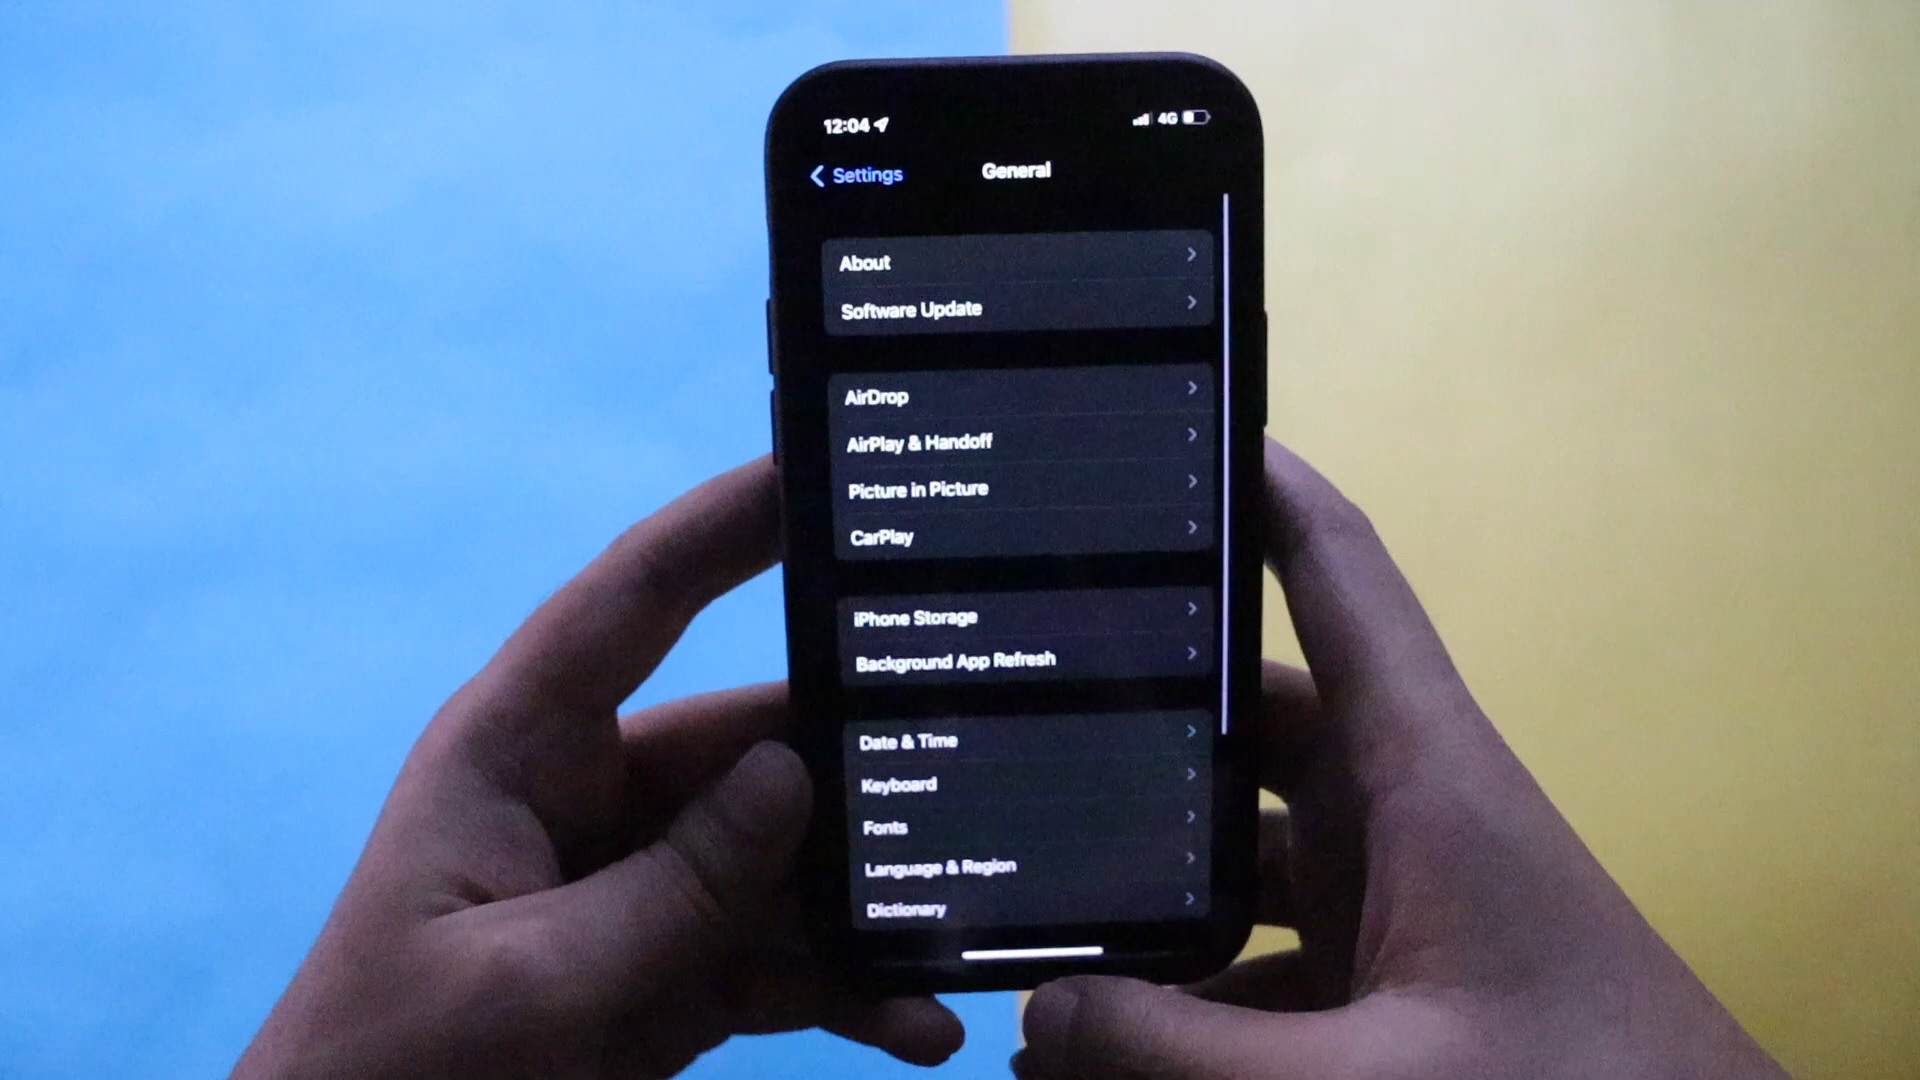 12:04
4G
Settings
General
About
Software Update
AirDrop
AirPlay & Handoff
Picture in Picture
CarPlay
iPhone Storage
Background App Refresh
Date & Time
Keyboard
Fonts
Language & Region
Dictionary